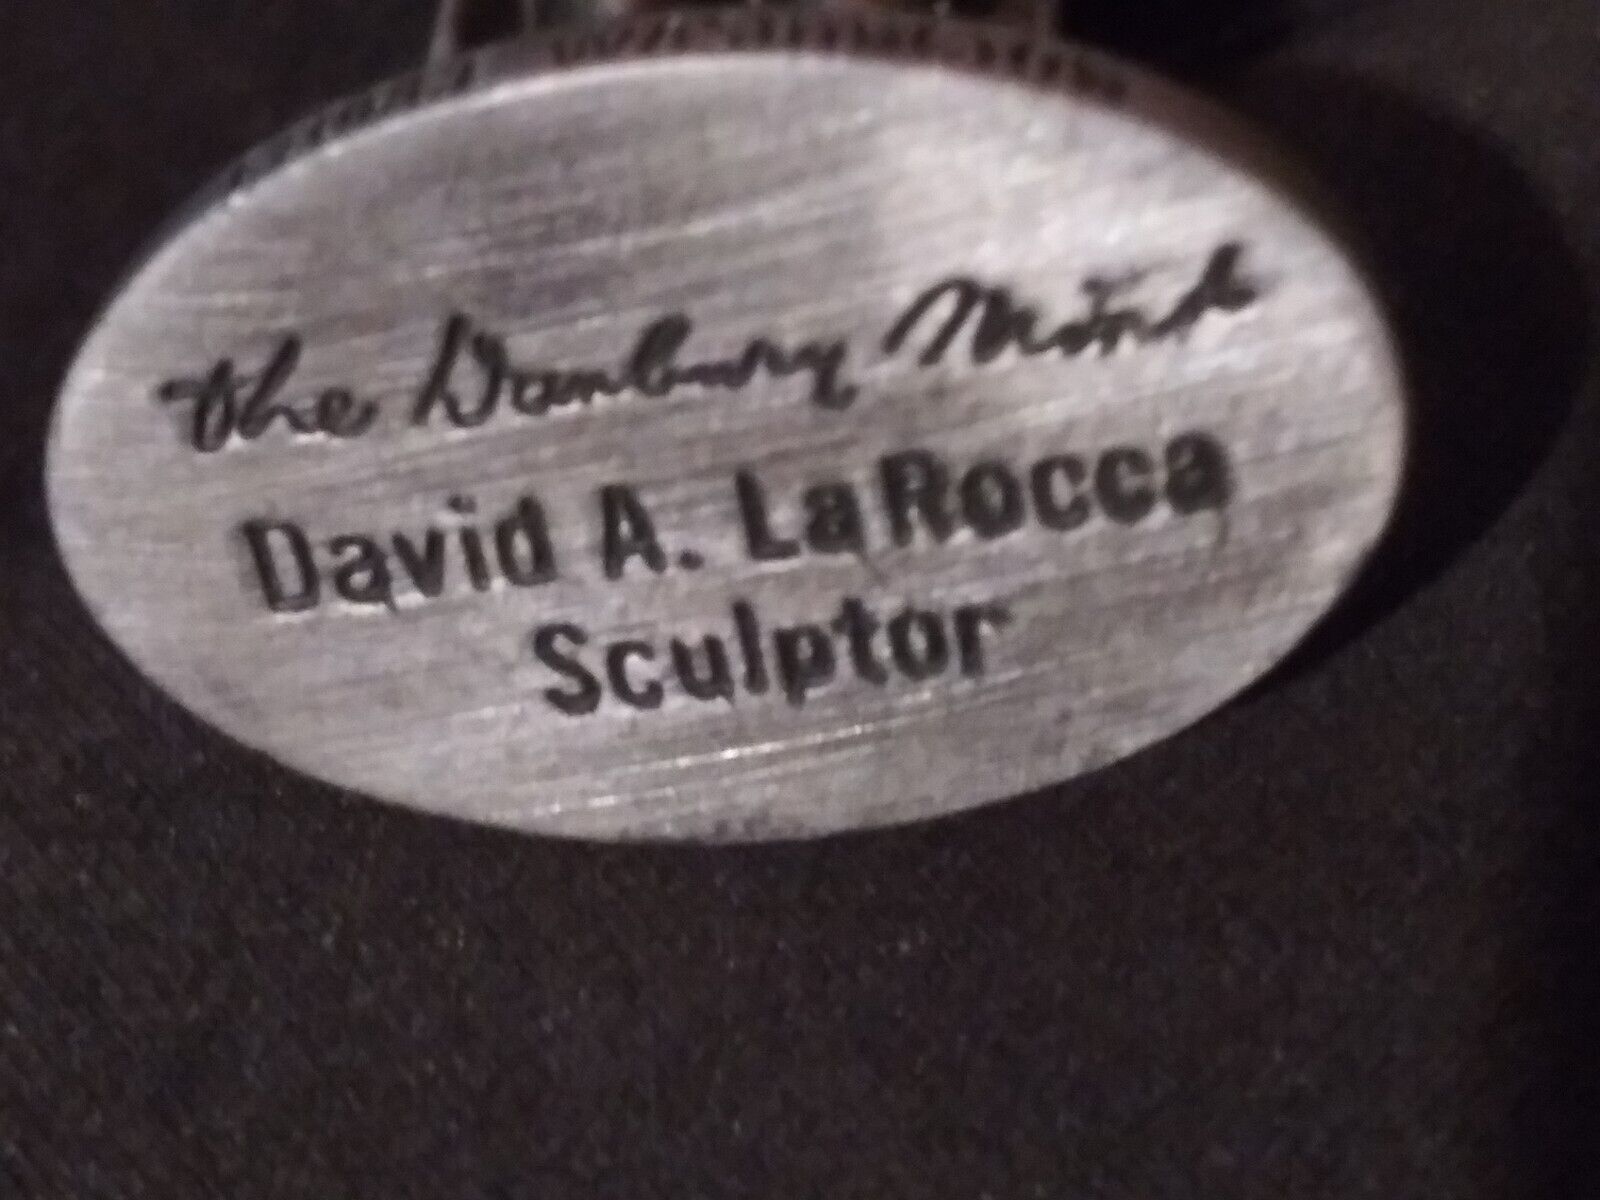 the Danbury Mint
David A. LaRocca
Sculptor